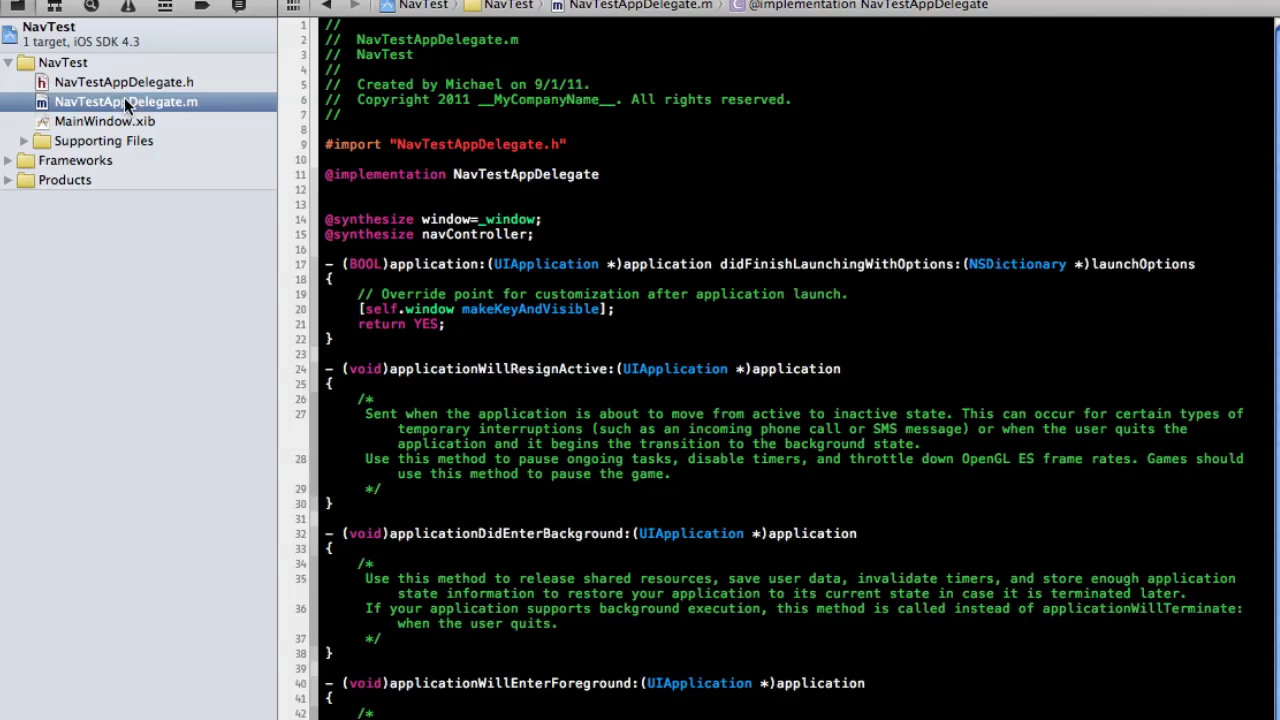 NavTest NavTest NavTestAppDelegate.m @implementation NavTestAppDelegate
NavTest
1 target, iOS SDK 4.3
NavTest
NavTestAppDelegate.h
NavTestAppDelegate.m
MainWindow.xib
Supporting Files
Frameworks
Products
1 //
2 // NavTestAppDelegate.m
3 // NavTest
4 //
5 // Created by Michael on 9/1/11.
6 // Copyright 2011 __MyCompanyName__. All rights reserved.
7 //
8
9 #import "NavTestAppDelegate.h"
10
11 @implementation NavTestAppDelegate
12
13
14 @synthesize window=_window;
15 @synthesize navController;
16
17 - (BOOL)application:(UIApplication *)application didFinishLaunchingWithOptions:(NSDictionary *)launchOptions
18 {
19 // Override point for customization after application launch.
20 [self.window makeKeyAndVisible];
21 return YES;
22 }
23
24 - (void)applicationWillResignActive:(UIApplication *)application
25 {
26 /*
27 Sent when the application is about to move from active to inactive state. This can occur for certain types of
temporary interruptions (such as an incoming phone call or SMS message) or when the user quits the
application and it begins the transition to the background state.
28 Use this method to pause ongoing tasks, disable timers, and throttle down OpenGL ES frame rates. Games should
use this method to pause the game.
29 */
30 }
31
32 - (void)applicationDidEnterBackground:(UIApplication *)application
33 {
34 /*
35 Use this method to release shared resources, save user data, invalidate timers, and store enough application
state information to restore your application to its current state in case it is terminated later.
36 If your application supports background execution, this method is called instead of applicationWillTerminate:
when the user quits.
37 */
38 }
39
40 - (void)applicationWillEnterForeground:(UIApplication *)application
41 {
42 /*